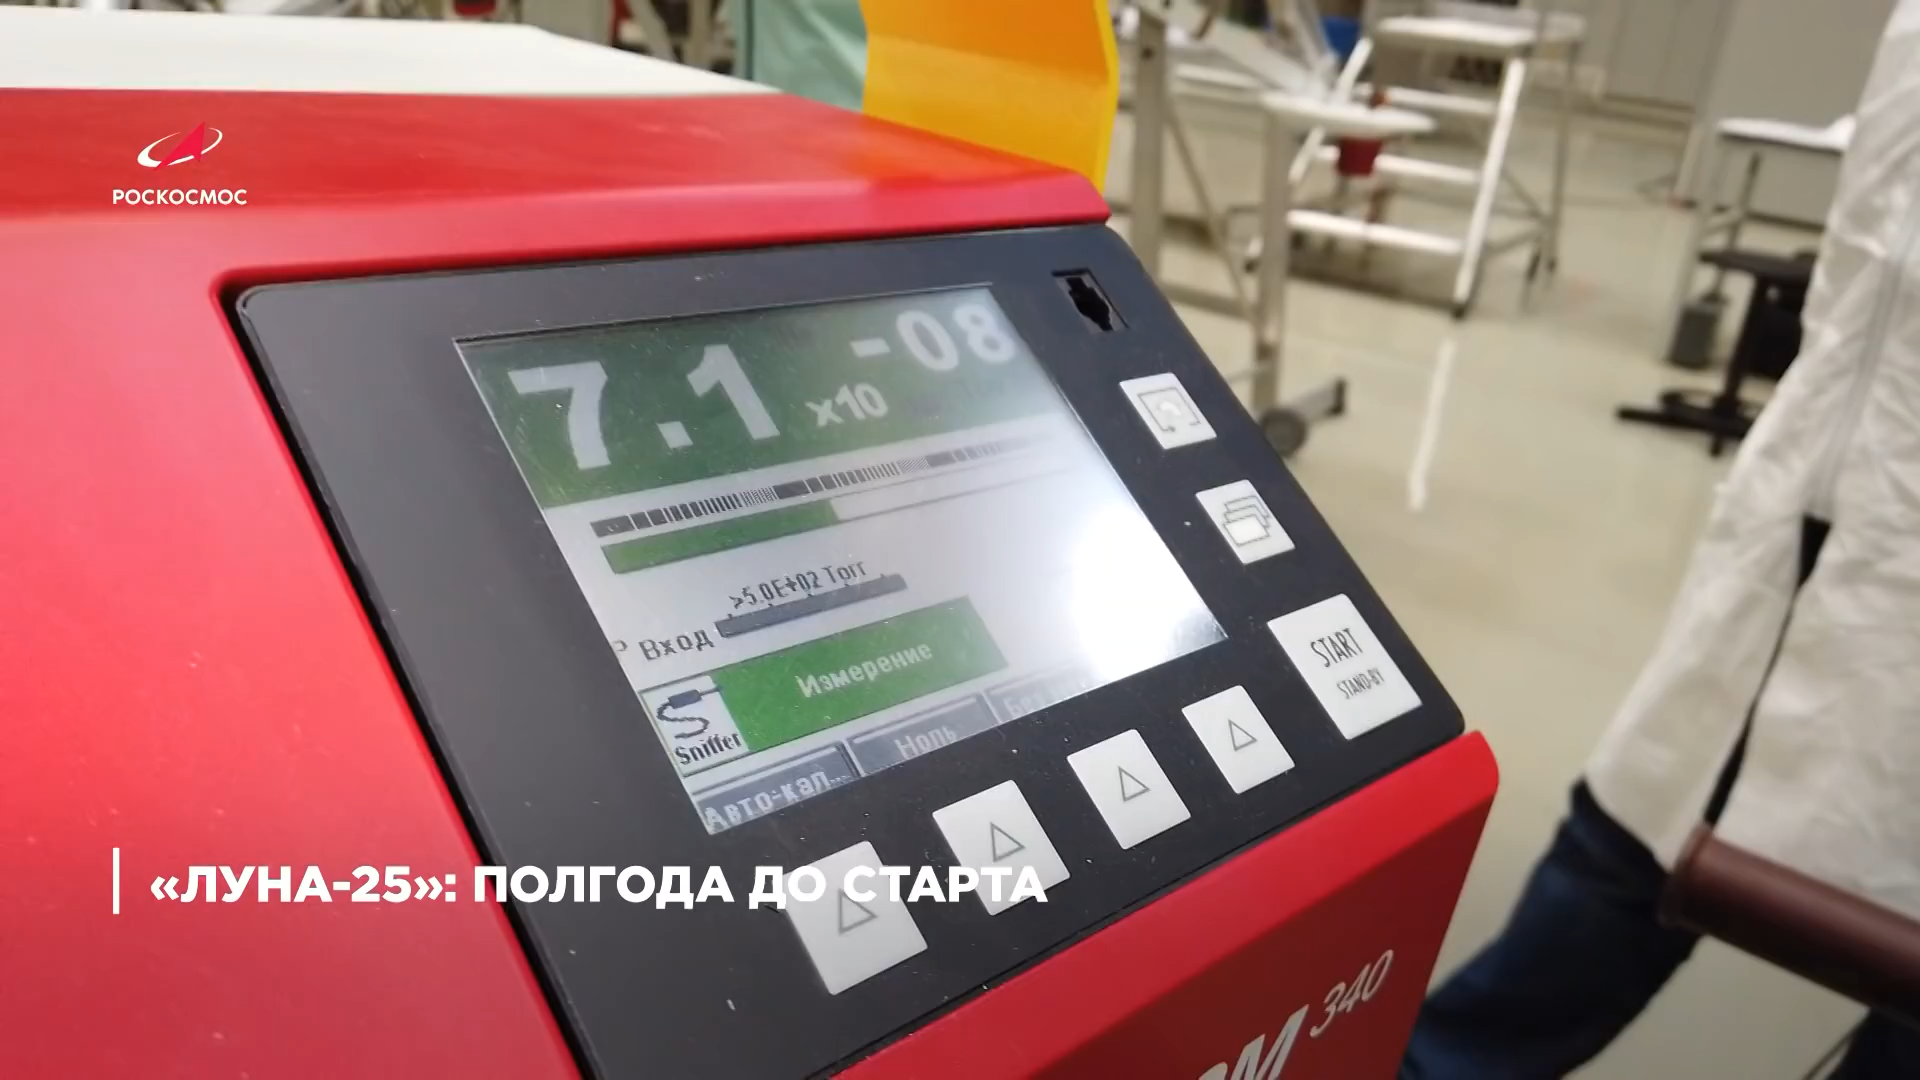 РОСКОСМОС
7.1 x10 -08
>5.0E+02 Torr
P Вход
Измерение
Sniffer
Авто-кал...
Ноль
START
STAND-BY
«ЛУНА-25»: ПОЛГОДА ДО СТАРТА
340